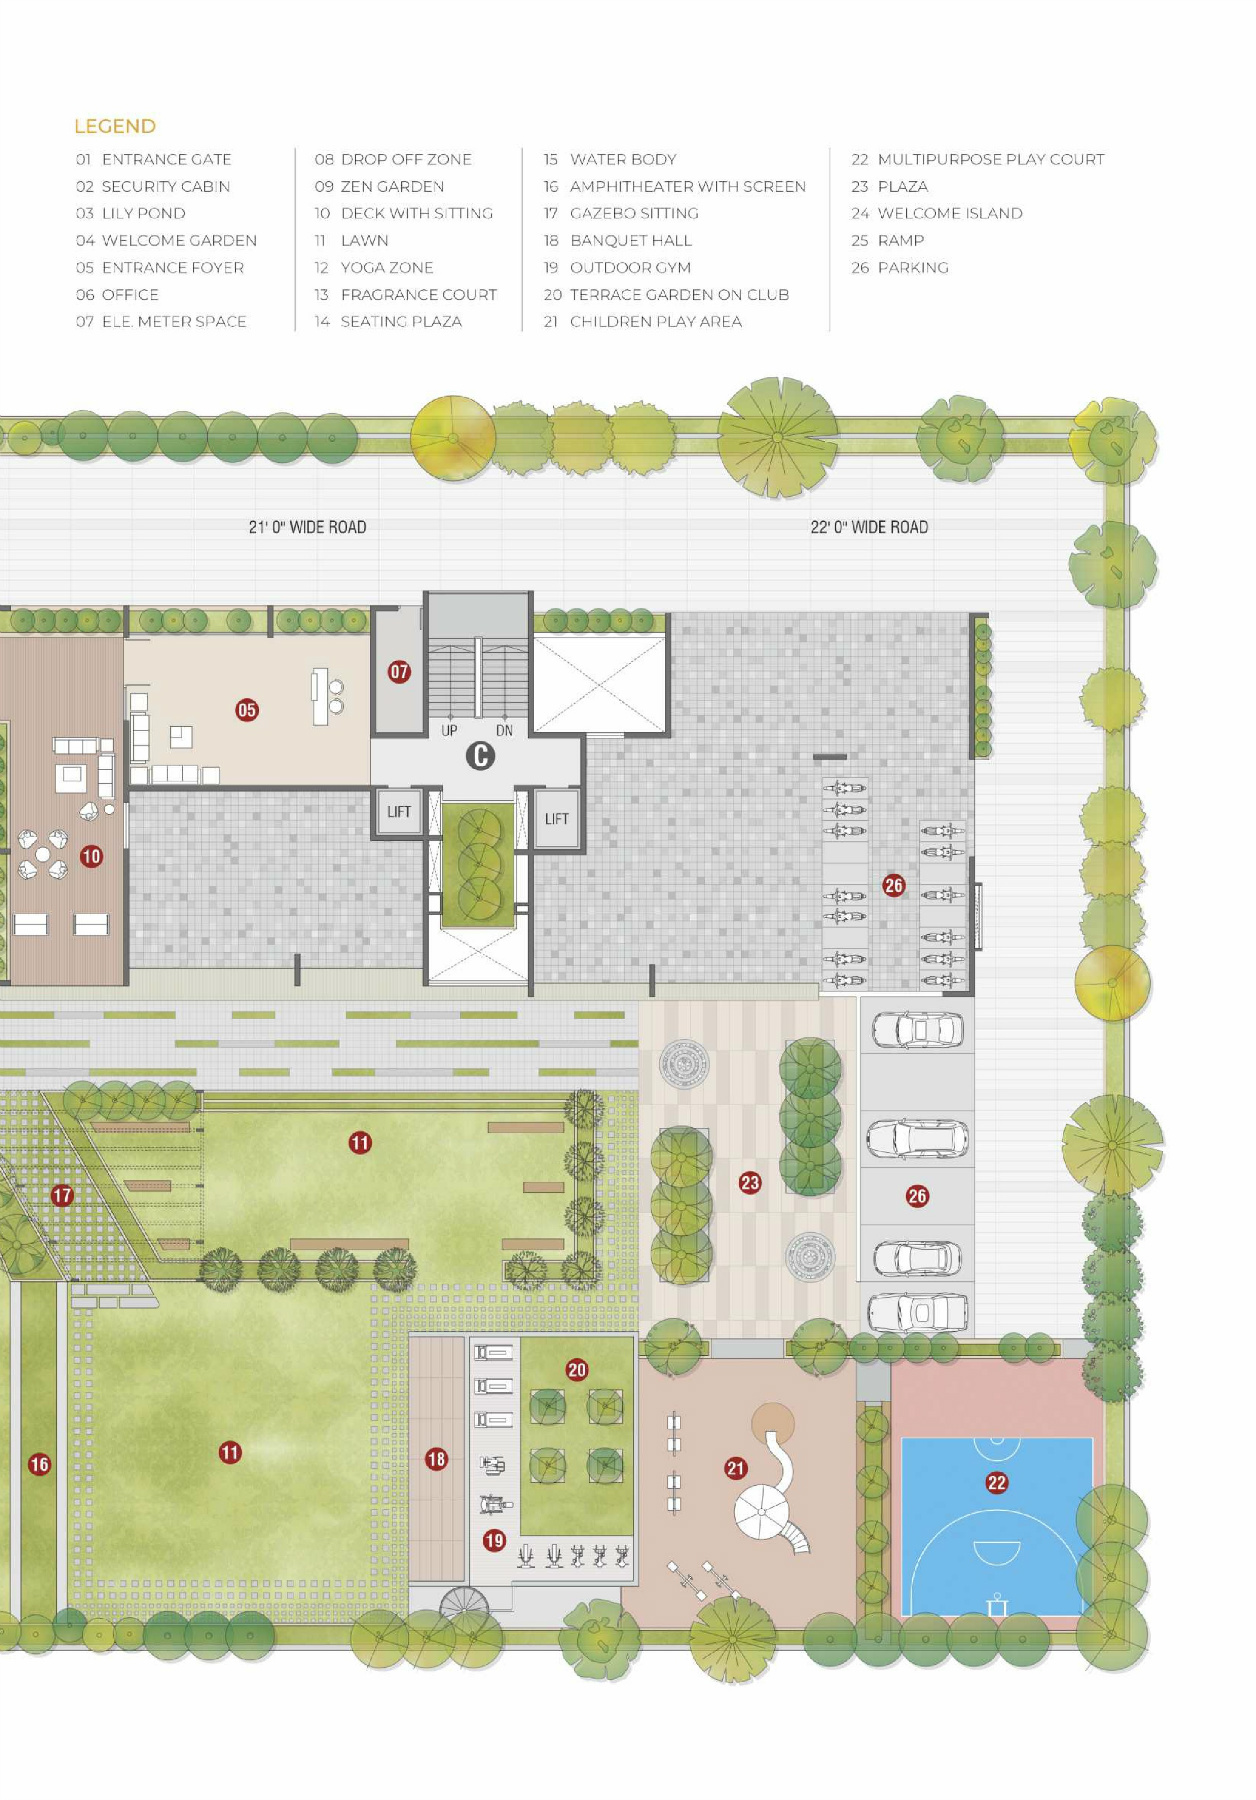 LEGEND
01 ENTRANCE GATE
02 SECURITY CABIN
03 LILY POND
04 WELCOME GARDEN
05 ENTRANCE FOYER
06 OFFICE
07 ELE. METER SPACE
08 DROP OFF ZONE
09 ZEN GARDEN
10 DECK WITH SITTING
11 LAWN
12 YOGA ZONE
13 FRAGRANCE COURT
14 SEATING PLAZA
15 WATER BODY
16 AMPHITHEATER WITH SCREEN
17 GAZEBO SITTING
18 BANQUET HALL
19 OUTDOOR GYM
20 TERRACE GARDEN ON CLUB
21 CHILDREN PLAY AREA
22 MULTIPURPOSE PLAY COURT
23 PLAZA
24 WELCOME ISLAND
25 RAMP
26 PARKING
21' 0" WIDE ROAD
22' 0" WIDE ROAD
07
05
UP
DN
C
LIFT
LIFT
10
26
11
17
23
26
20
11
18
16
21
22
19